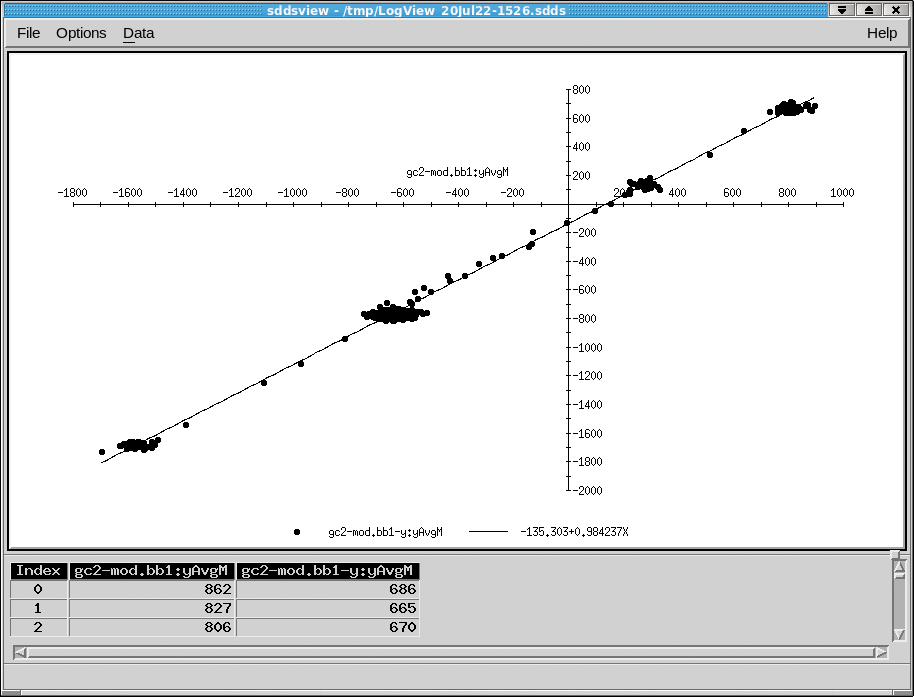 sddsview - /tmp/LogView_20Jul22-1526.sdds
File Options Data Help
800
600
400
gc2-mod.bb1:yAvgM
200
-1800 -1600 -1400 -1200 -1000 -800 -600 -400 -200 200 400 600 800 1000
-200
-400
-600
-800
-1000
-1200
-1400
-1600
-1800
-2000
gc2-mod.bb1-y:yAvgM -135.303+0.984237X
Index gc2-mod.bb1:yAvgM gc2-mod.bb1-y:yAvgM
0 862 686
1 827 665
2 806 670